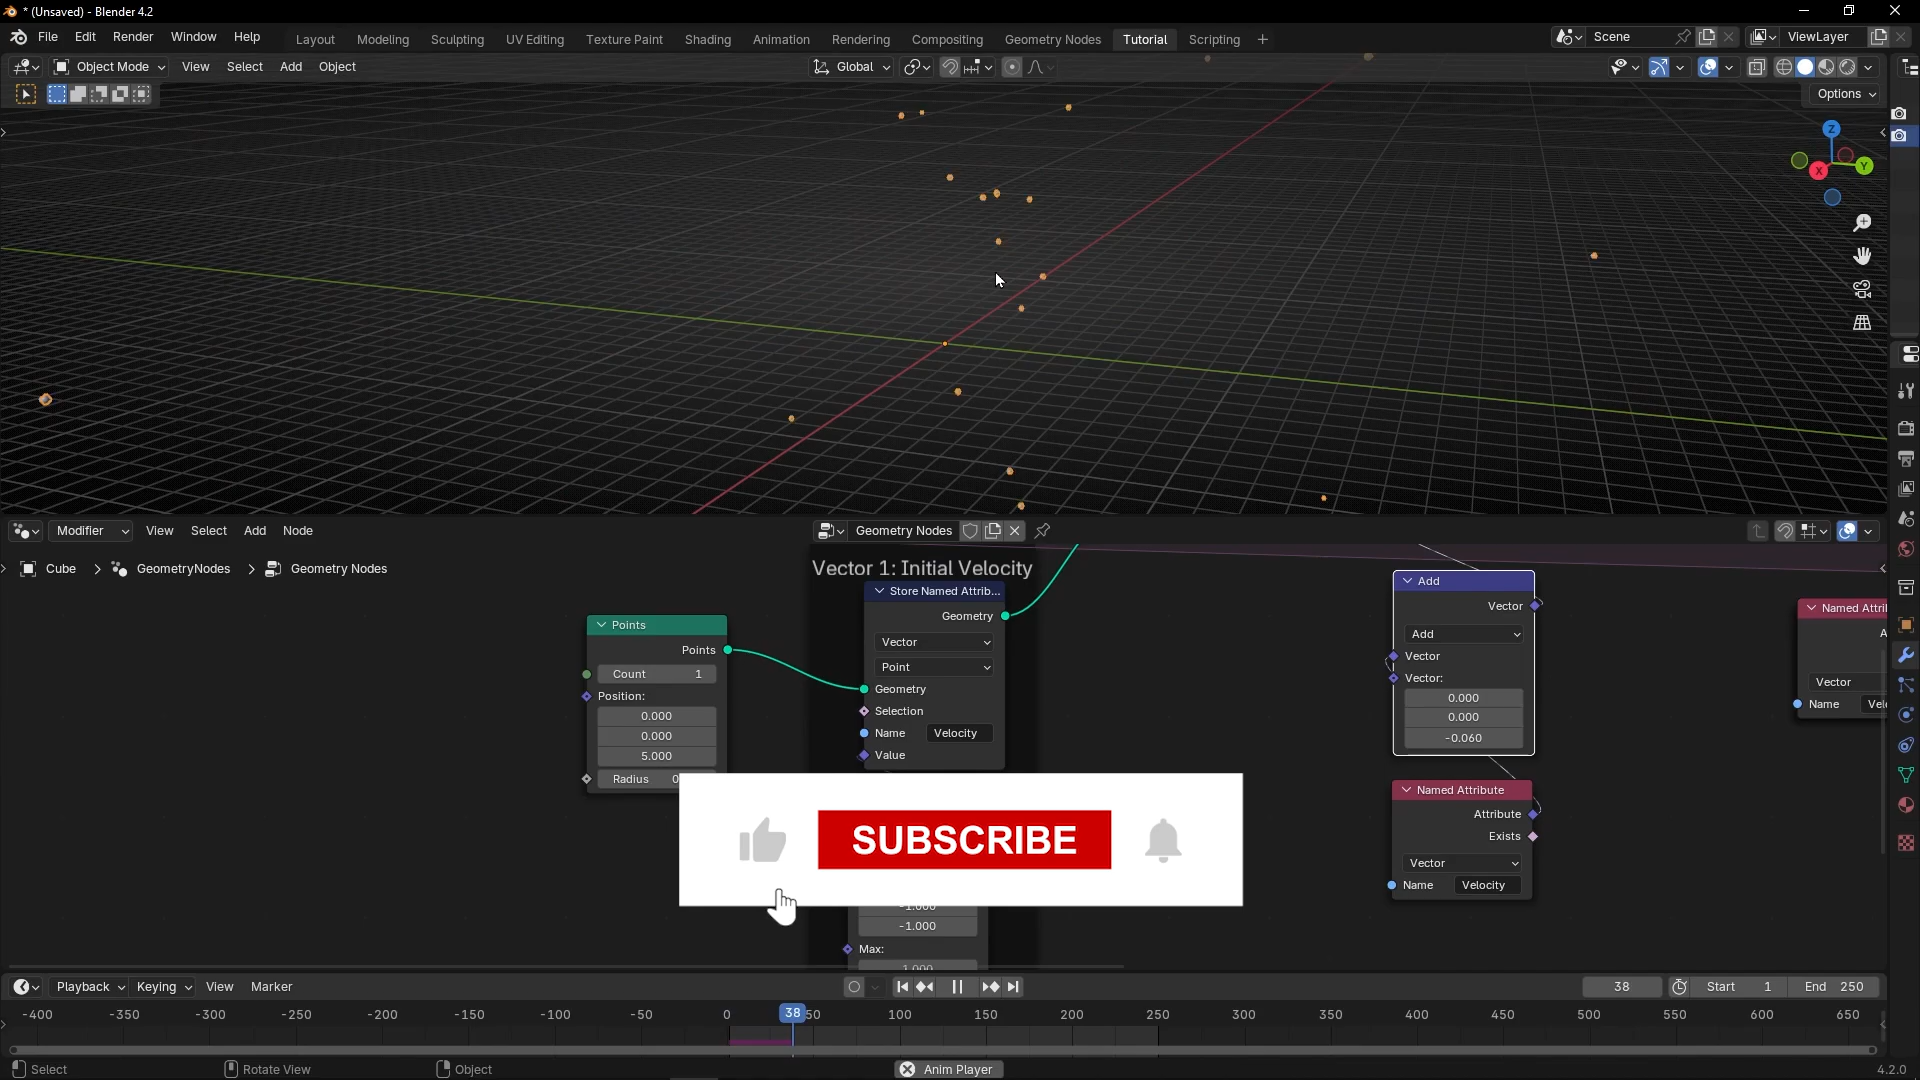 * (Unsaved) - Blender 4.2
File Edit Render Window Help Layout Modeling Sculpting UV Editing Texture Paint Shading Animation Rendering Compositing Geometry Nodes Tutorial Scripting + Scene ViewLayer
Object Mode View Select Add Object Global
Options
Z
Y
X
Modifier View Select Add Node Geometry Nodes
Cube > GeometryNodes > Geometry Nodes
Vector 1: Initial Velocity
Store Named Attrib...
Geometry
Vector
Point
Geometry
Selection
Name Velocity
Value
Points
Points
Count 1
Position:
0.000
0.000
5.000
Radius
Add
Vector
Add
Vector
Vector:
0.000
0.000
-0.060
Named Attribute
Attribute
Exists
Vector
Name Velocity
Named Attri
A
Vector
Name Vel
SUBSCRIBE
-1.000
-1.000
Max:
1.000
Playback Keying View Marker 38 Start 1 End 250
-400 -350 -300 -250 -200 -150 -100 -50 0 38 50 100 150 200 250 300 350 400 450 500 550 600 650
Select Rotate View Object Anim Player 4.2.0